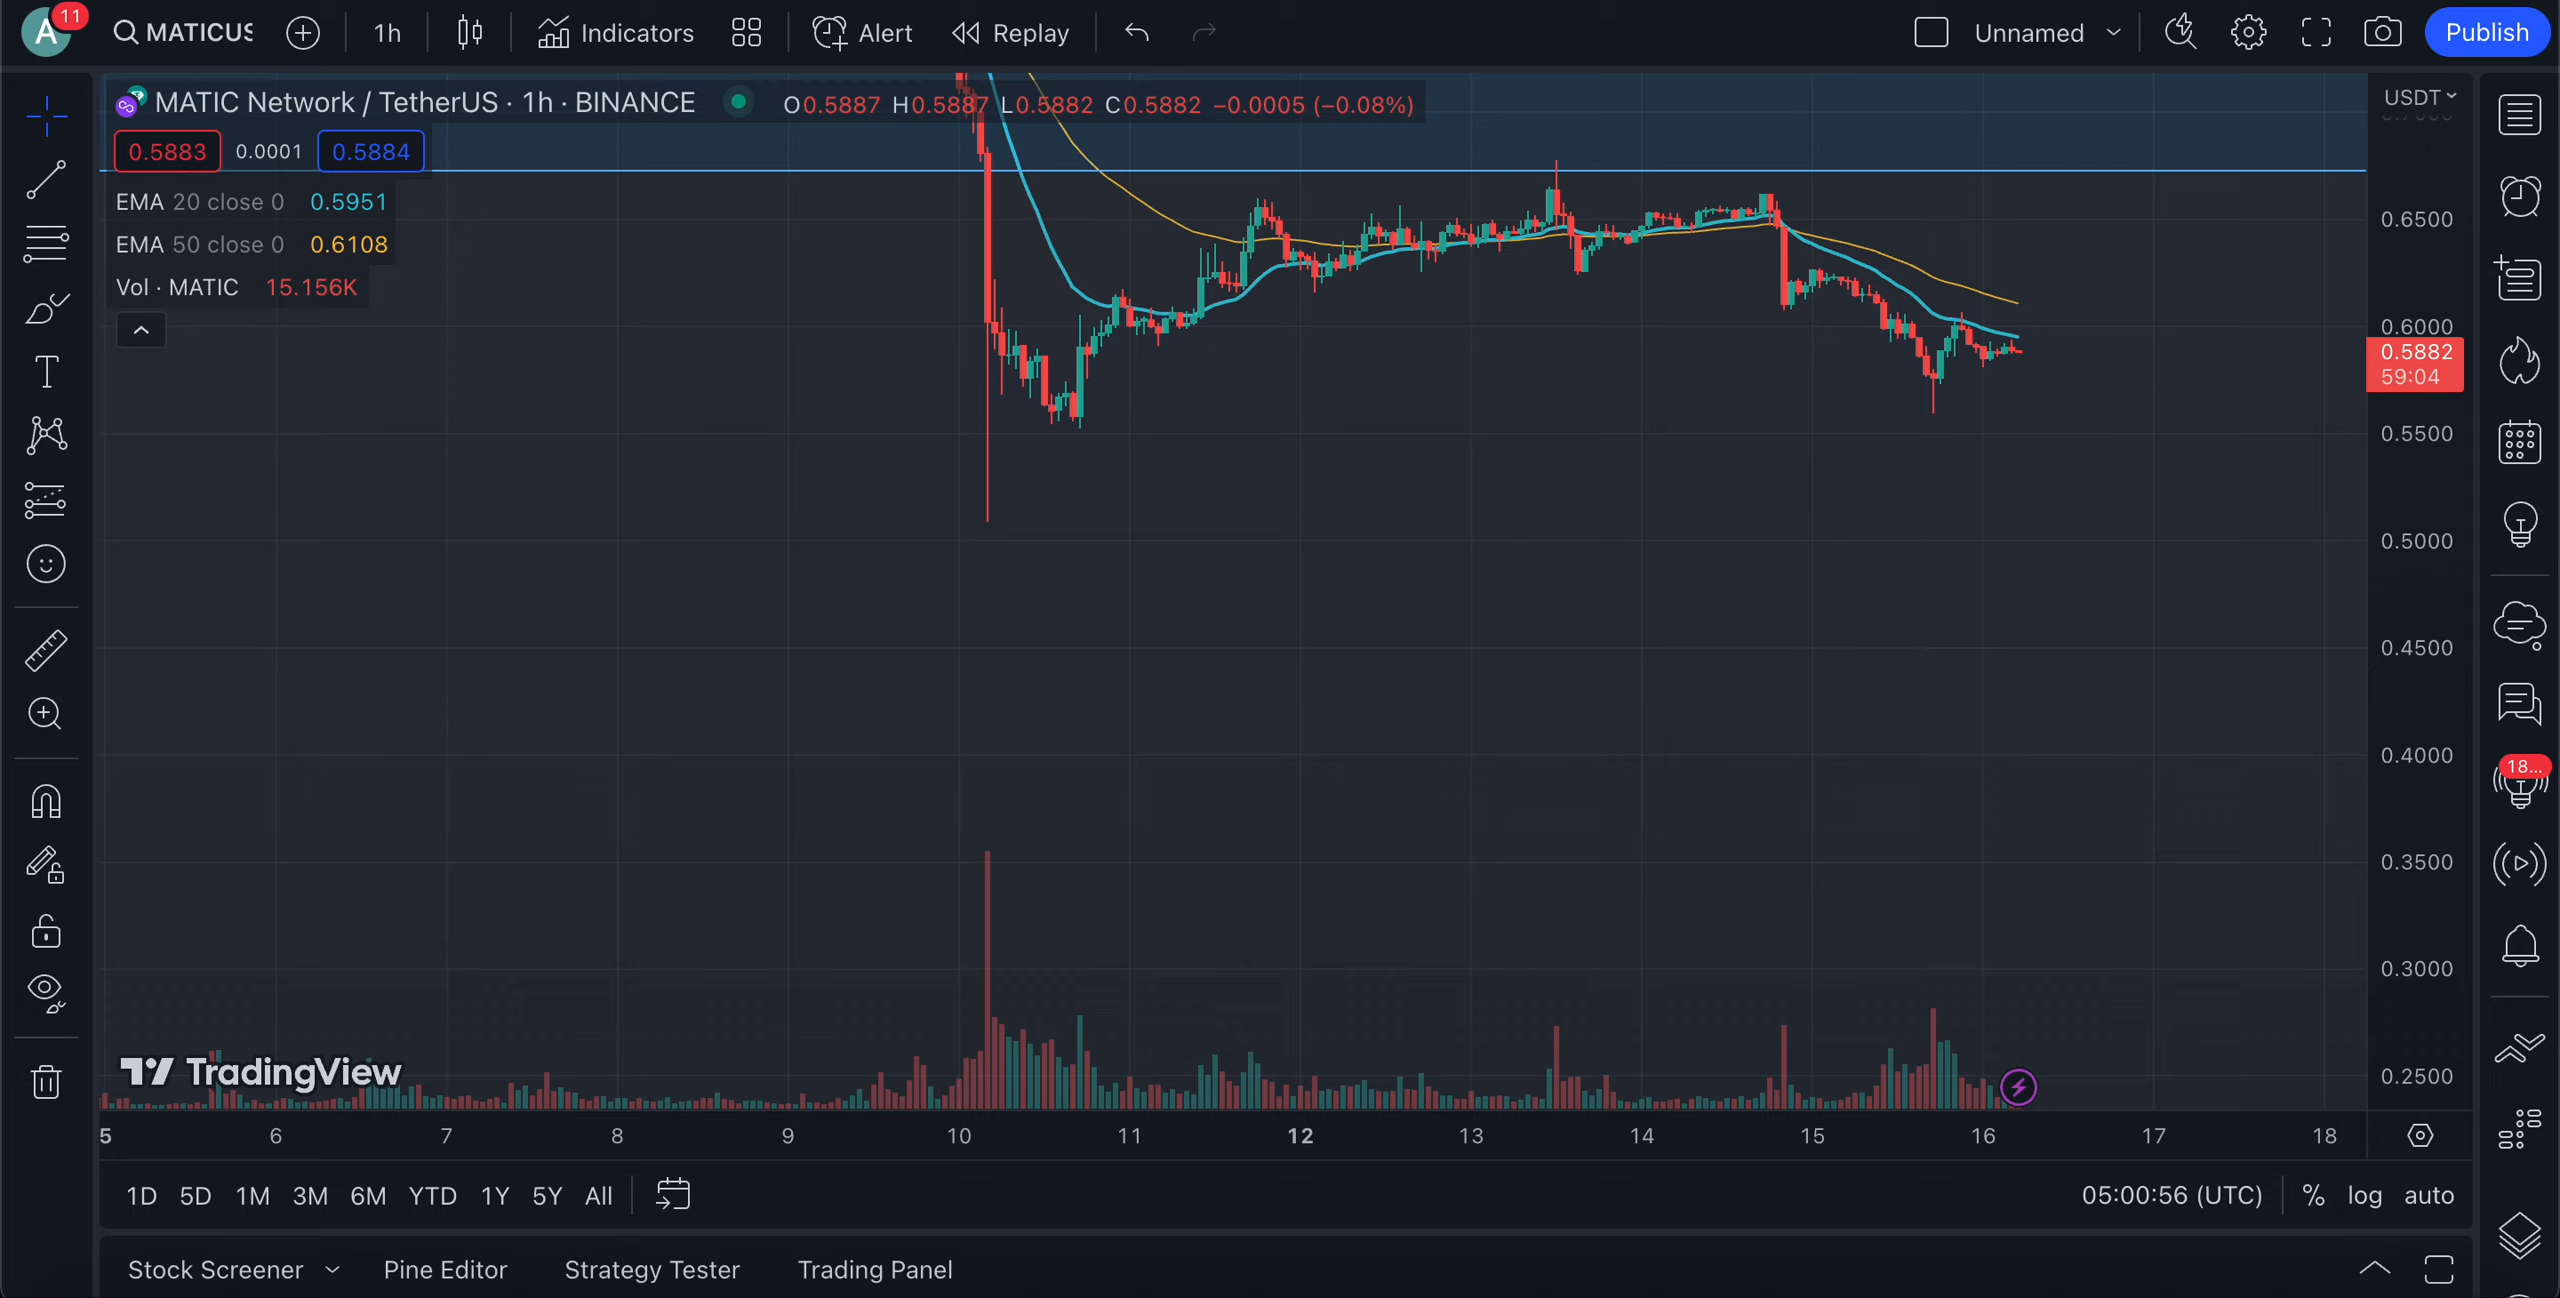 A 11 MATICUS 1h Indicators Alert Replay Unnamed Publish
MATIC Network / TetherUS · 1h · BINANCE O0.5887 H0.5887 L0.5882 C0.5882 −0.0005 (−0.08%)
USDT
0.5883 0.0001 0.5884
EMA 20 close 0 0.5951
EMA 50 close 0 0.6108
Vol · MATIC 15.156K
0.6500
0.6000
0.5882
59:04
0.5500
0.5000
0.4500
0.4000
0.3500
0.3000
0.2500
18...
TradingView
5 6 7 8 9 10 11 12 13 14 15 16 17 18
1D 5D 1M 3M 6M YTD 1Y 5Y All 05:00:56 (UTC) % log auto
Stock Screener Pine Editor Strategy Tester Trading Panel